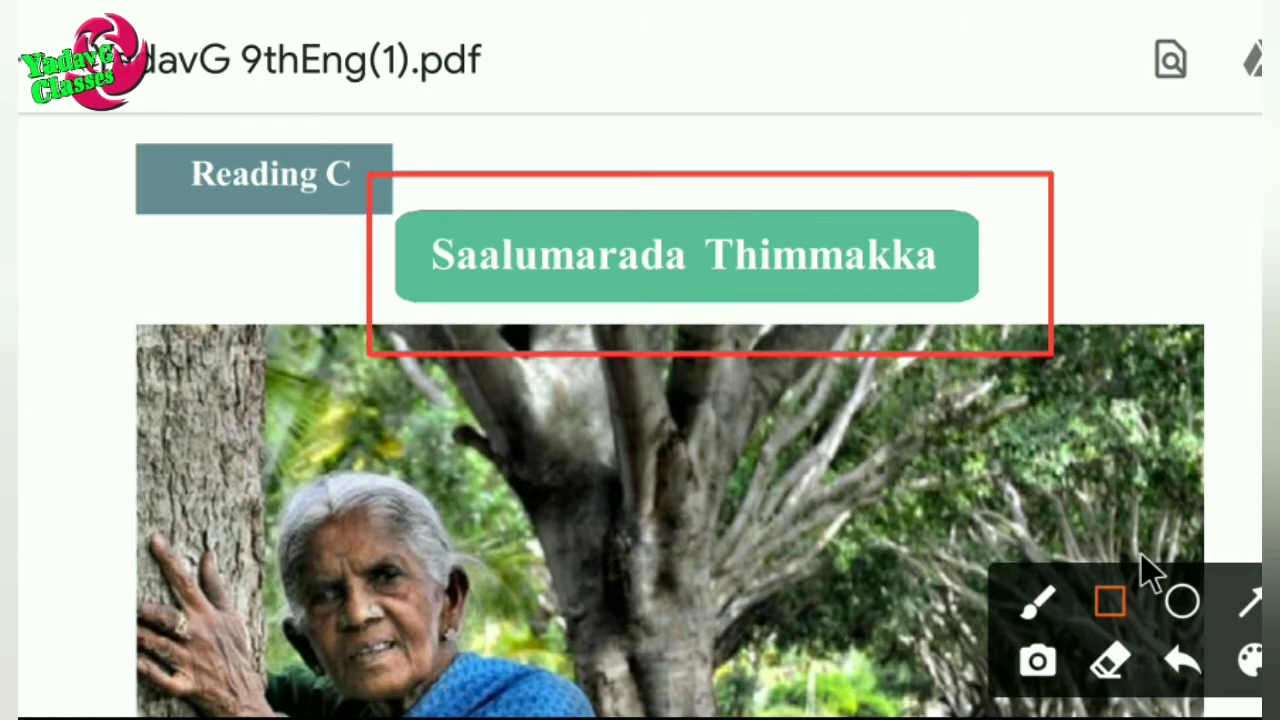 YadavG
Classes
davG 9thEng(1).pdf
Reading C
Saalumarada Thimmakka